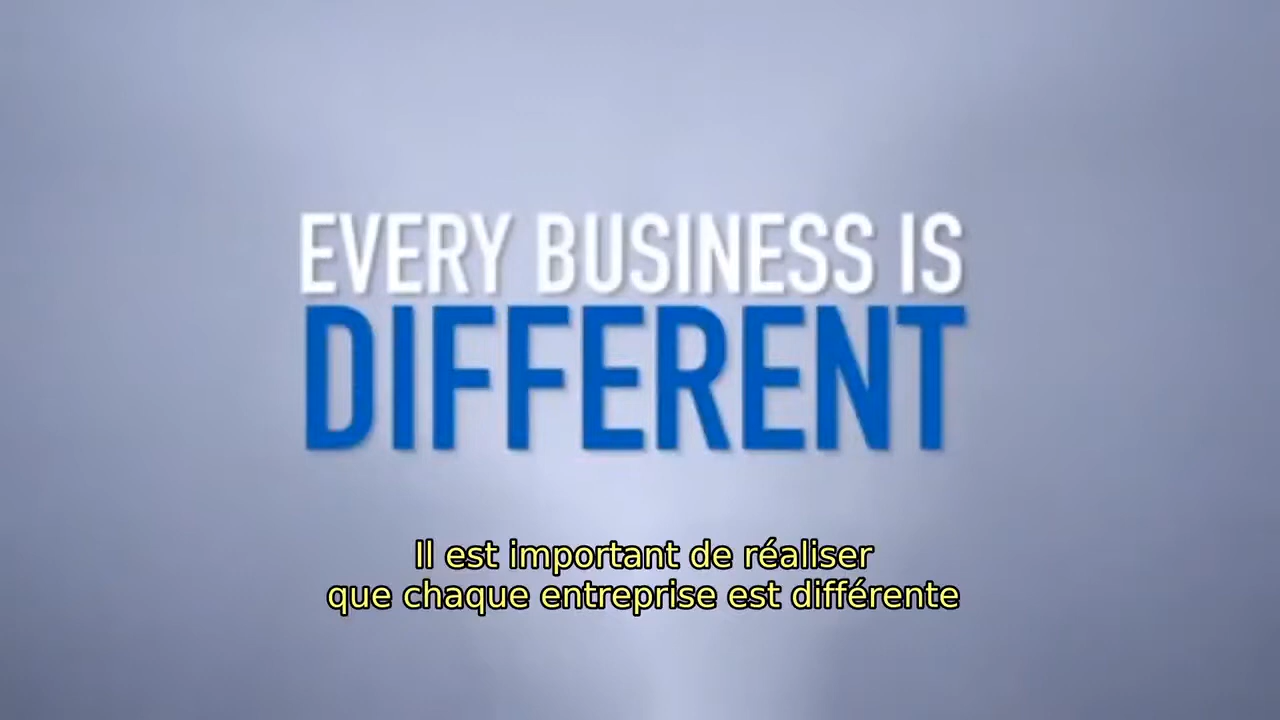 EVERY BUSINESS IS
DIFFERENT
Il est important de réaliser
que chaque entreprise est différente